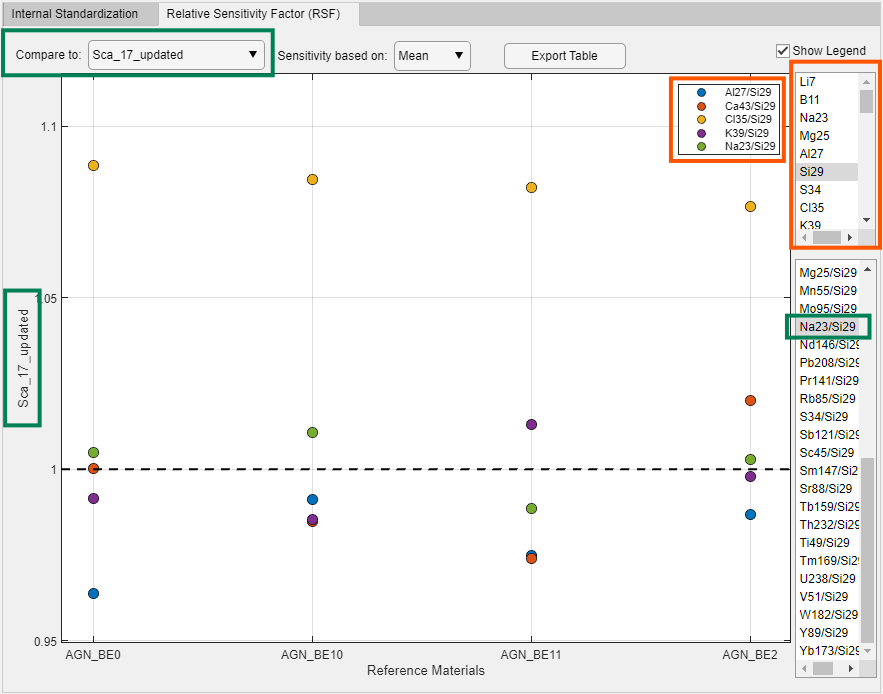 Internal Standardization
Relative Sensitivity Factor (RSF)
Compare to:
Sca_17_updated
Sensitivity based on:
Mean
Export Table
Show Legend
Al27/Si29
Ca43/Si29
Cl35/Si29
K39/Si29
Na23/Si29
Li7
B11
Na23
Mg25
Al27
Si29
S34
Cl35
K39
1.1
1.05
1
0.95
Sca_17_updated
AGN_BE0
AGN_BE10
AGN_BE11
AGN_BE2
Reference Materials
Mg25/Si29
Mn55/Si29
Mo95/Si29
Na23/Si29
Nd146/Si29
Pb208/Si29
Pr141/Si29
Rb85/Si29
S34/Si29
Sb121/Si29
Sc45/Si29
Sm147/Si2
Sr88/Si29
Tb159/Si29
Th232/Si29
Ti49/Si29
Tm169/Si29
U238/Si29
V51/Si29
W182/Si29
Y89/Si29
Yb173/Si29